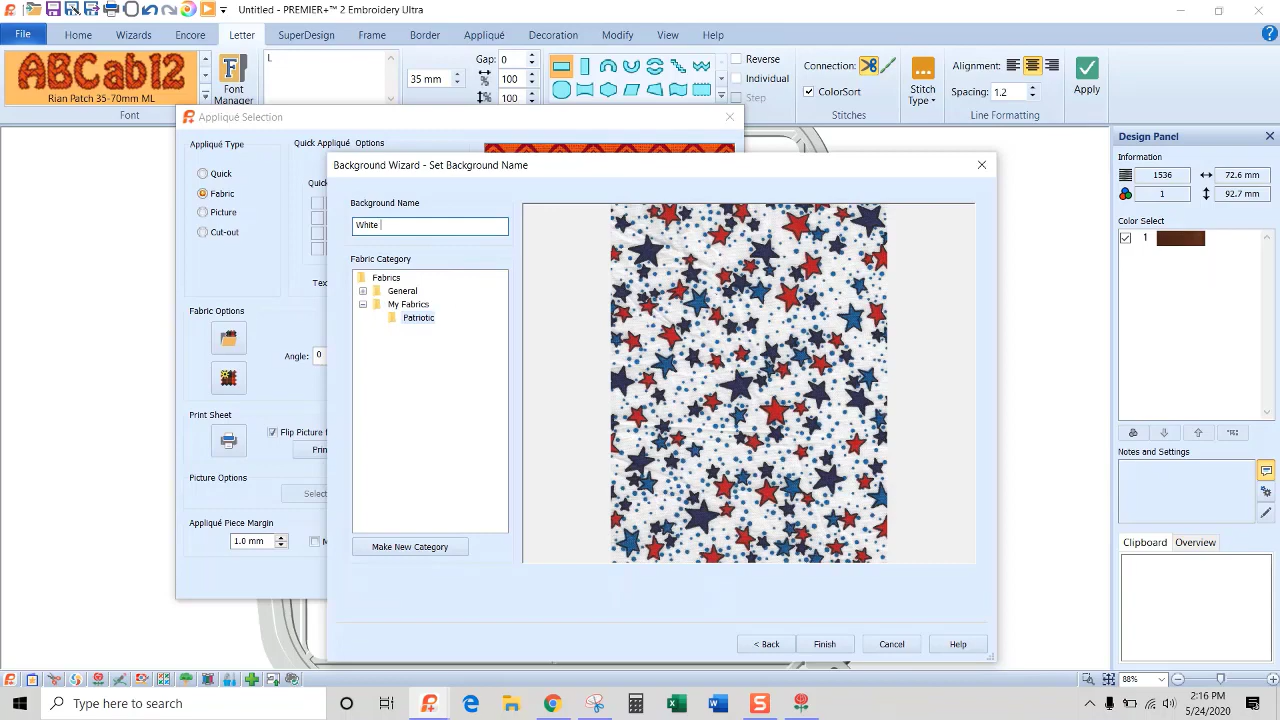 Untitled - PREMIER+™ 2 Embroidery Ultra
File Home Wizards Encore Letter SuperDesign Frame Border Appliqué Decoration Modify View Help
ABCab12
Rian Patch 35-70mm ML
Font
Font
Manager
L
35 mm
Gap: 0
100
100
Reverse
Individual
Step
Connection:
ColorSort
Stitch
Type
Stitches
Alignment:
Spacing: 1.2
Line Formatting
Apply
Appliqué Selection
Appliqué Type
Quick
Fabric
Picture
Cut-out
Quick Appliqué Options
Quick
Tex
Fabric Options
Angle: 0
Print Sheet
Flip Picture f
Prin
Picture Options
Select
Appliqué Piece Margin
1.0 mm
M
Background Wizard - Set Background Name
Background Name
White
Fabric Category
Fabrics
General
My Fabrics
Patriotic
Make New Category
< Back Finish Cancel Help
Design Panel
Information
1536 72.6 mm
1 92.7 mm
Color Select
1
Notes and Settings
Clipboard Overview
88%
Type here to search
2:16 PM
5/24/2020